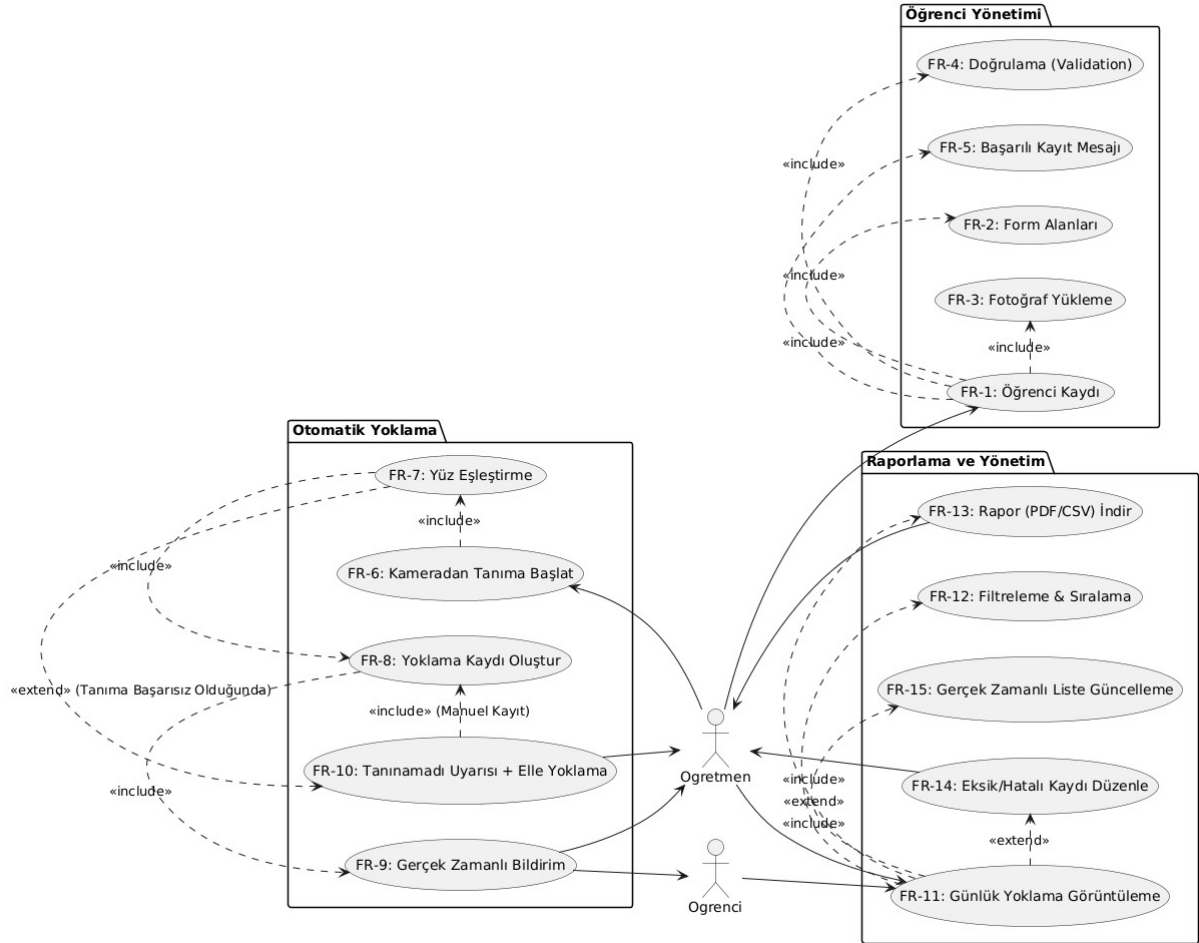 Öğrenci Yönetimi
FR-4: Doğrulama (Validation)
«include»
FR-5: Başarılı Kayıt Mesajı
FR-2: Form Alanları
«include»
FR-3: Fotoğraf Yükleme
«include»
«include»
FR-1: Öğrenci Kaydı
Otomatik Yoklama
FR-7: Yüz Eşleştirme
«include»
FR-6: Kameradan Tanıma Başlat
«include»
FR-8: Yoklama Kaydı Oluştur
«extend» (Tanıma Başarısız Olduğunda)
«include» (Manuel Kayıt)
FR-10: Tanınamadı Uyarısı + Elle Yoklama
«include»
FR-9: Gerçek Zamanlı Bildirim
Ogretmen
Ogrenci
Raporlama ve Yönetim
FR-13: Rapor (PDF/CSV) İndir
FR-12: Filtreleme & Sıralama
FR-15: Gerçek Zamanlı Liste Güncelleme
«include»
«extend»
«include»
FR-14: Eksik/Hatalı Kaydı Düzenle
«extend»
FR-11: Günlük Yoklama Görüntüleme